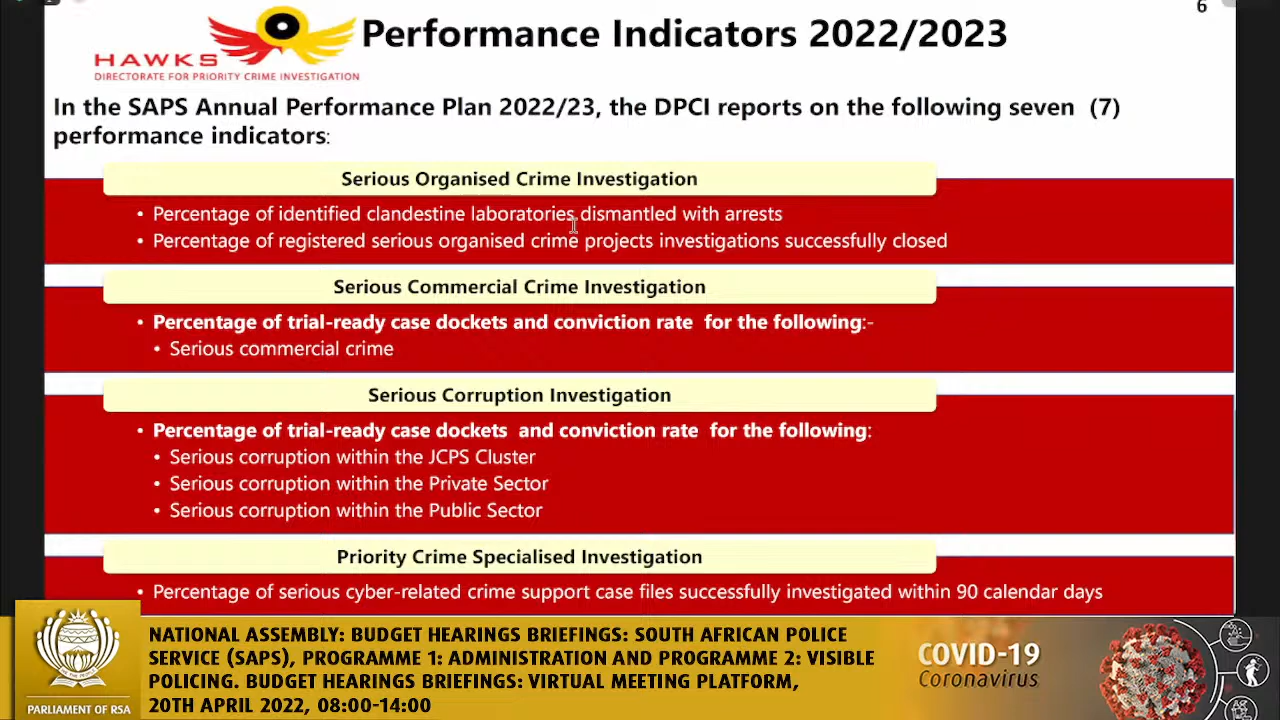 6
HAWKS
DIRECTORATE FOR PRIORITY CRIME INVESTIGATION
Performance Indicators 2022/2023
In the SAPS Annual Performance Plan 2022/23, the DPCI reports on the following seven (7)
performance indicators:
Serious Organised Crime Investigation
• Percentage of identified clandestine laboratories dismantled with arrests
• Percentage of registered serious organised crime projects investigations successfully closed
Serious Commercial Crime Investigation
• Percentage of trial-ready case dockets and conviction rate for the following:-
• Serious commercial crime
Serious Corruption Investigation
• Percentage of trial-ready case dockets and conviction rate for the following:
• Serious corruption within the JCPS Cluster
• Serious corruption within the Private Sector
• Serious corruption within the Public Sector
Priority Crime Specialised Investigation
• Percentage of serious cyber-related crime support case files successfully investigated within 90 calendar days
NATIONAL ASSEMBLY: BUDGET HEARINGS BRIEFINGS: SOUTH AFRICAN POLICE
SERVICE (SAPS), PROGRAMME 1: ADMINISTRATION AND PROGRAMME 2: VISIBLE
POLICING. BUDGET HEARINGS BRIEFINGS: VIRTUAL MEETING PLATFORM,
20TH APRIL 2022, 08:00-14:00
PARLIAMENT OF RSA
COVID-19
Coronavirus